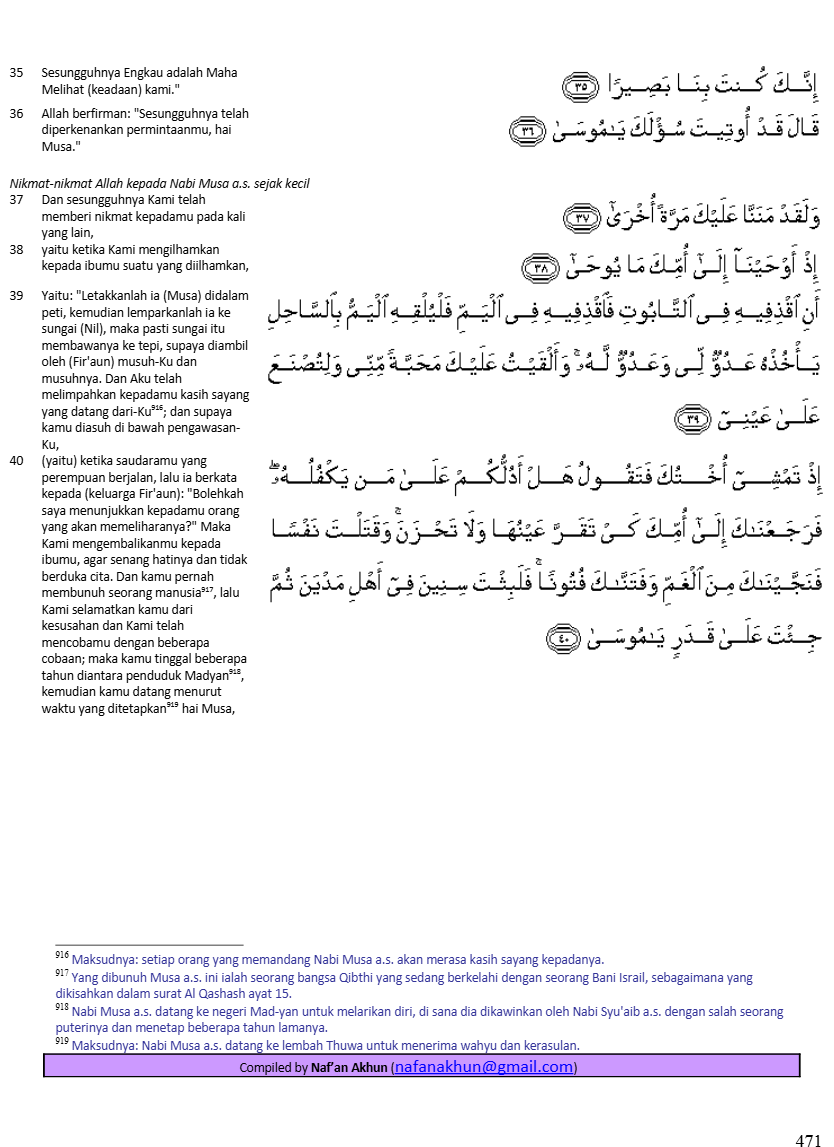 35 Sesungguhnya Engkau adalah Maha
Melihat (keadaan) kami."
إِنَّكَ كُنتَ بِنَا بَصِيرًا ٣٥
36 Allah berfirman: "Sesungguhnya telah
diperkenankan permintaanmu, hai
Musa."
قَالَ قَدْ أُوتِيتَ سُؤْلَكَ يَـٰمُوسَىٰ ٣٦
Nikmat-nikmat Allah kepada Nabi Musa a.s. sejak kecil
37 Dan sesungguhnya Kami telah
memberi nikmat kepadamu pada kali
yang lain,
وَلَقَدْ مَنَنَّا عَلَيْكَ مَرَّةً أُخْرَىٰٓ ٣٧
38 yaitu ketika Kami mengilhamkan
kepada ibumu suatu yang diilhamkan,
إِذْ أَوْحَيْنَآ إِلَىٰٓ أُمِّكَ مَا يُوحَىٰٓ ٣٨
39 Yaitu: "Letakkanlah ia (Musa) didalam
peti, kemudian lemparkanlah ia ke
sungai (Nil), maka pasti sungai itu
membawanya ke tepi, supaya diambil
oleh (Fir'aun) musuh-Ku dan
musuhnya. Dan Aku telah
melimpahkan kepadamu kasih sayang
yang datang dari-Ku⁹¹⁶; dan supaya
kamu diasuh di bawah pengawasan-
Ku,
أَنِ ٱقْذِفِيهِ فِى ٱلتَّابُوتِ فَٱقْذِفِيهِ فِى ٱلْيَمِّ فَلْيُلْقِهِ ٱلْيَمُّ بِٱلسَّاحِلِ
يَأْخُذْهُ عَدُوٌّ لِّى وَعَدُوٌّ لَّهُۥ ۚ وَأَلْقَيْتُ عَلَيْكَ مَحَبَّةً مِّنِّى وَلِتُصْنَعَ
عَلَىٰ عَيْنِىٓ ٣٩
40 (yaitu) ketika saudaramu yang
perempuan berjalan, lalu ia berkata
kepada (keluarga Fir'aun): "Bolehkah
saya menunjukkan kepadamu orang
yang akan memeliharanya?" Maka
Kami mengembalikanmu kepada
ibumu, agar senang hatinya dan tidak
berduka cita. Dan kamu pernah
membunuh seorang manusia⁹¹⁷, lalu
Kami selamatkan kamu dari
kesusahan dan Kami telah
mencobamu dengan beberapa
cobaan; maka kamu tinggal beberapa
tahun diantara penduduk Madyan⁹¹⁸,
kemudian kamu datang menurut
waktu yang ditetapkan⁹¹⁹ hai Musa,
إِذْ تَمْشِىٓ أُخْتُكَ فَتَقُولُ هَلْ أَدُلُّكُمْ عَلَىٰ مَن يَكْفُلُهُۥ ۖ
فَرَجَعْنَـٰكَ إِلَىٰٓ أُمِّكَ كَىْ تَقَرَّ عَيْنُهَا وَلَا تَحْزَنَ ۚ وَقَتَلْتَ نَفْسًا
فَنَجَّيْنَـٰكَ مِنَ ٱلْغَمِّ وَفَتَنَّـٰكَ فُتُونًا ۚ فَلَبِثْتَ سِنِينَ فِىٓ أَهْلِ مَدْيَنَ ثُمَّ
جِئْتَ عَلَىٰ قَدَرٍ يَـٰمُوسَىٰ ٤٠
⁹¹⁶ Maksudnya: setiap orang yang memandang Nabi Musa a.s. akan merasa kasih sayang kepadanya.
⁹¹⁷ Yang dibunuh Musa a.s. ini ialah seorang bangsa Qibthi yang sedang berkelahi dengan seorang Bani Israil, sebagaimana yang
dikisahkan dalam surat Al Qashash ayat 15.
⁹¹⁸ Nabi Musa a.s. datang ke negeri Mad-yan untuk melarikan diri, di sana dia dikawinkan oleh Nabi Syu'aib a.s. dengan salah seorang
puterinya dan menetap beberapa tahun lamanya.
⁹¹⁹ Maksudnya: Nabi Musa a.s. datang ke lembah Thuwa untuk menerima wahyu dan kerasulan.
Compiled by Naf’an Akhun (nafanakhun@gmail.com)
471